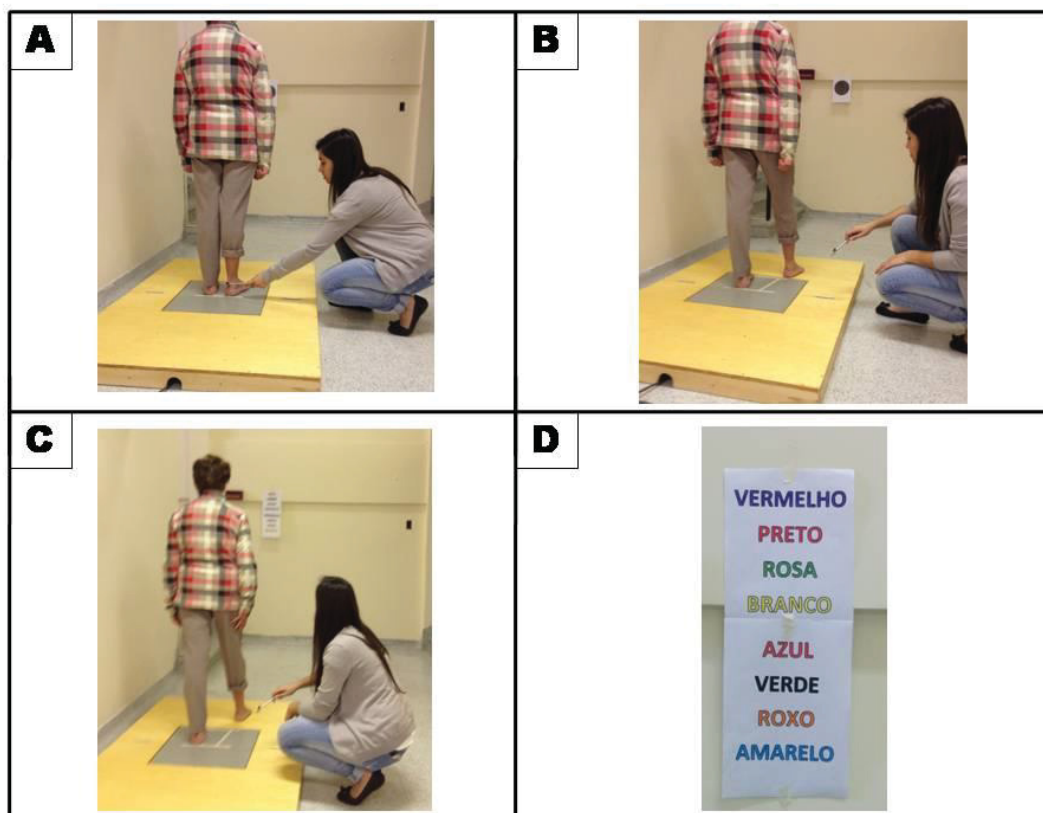 A
B
C
D
VERMELHO
PRETO
ROSA
BRANCO
AZUL
VERDE
ROXO
AMARELO